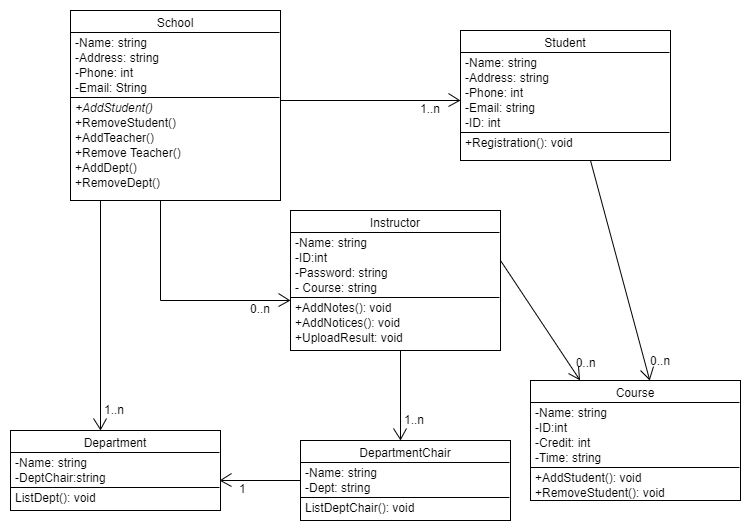 School
-Name: string
-Address: string
-Phone: int
-Email: String
+AddStudent()
+RemoveStudent()
+AddTeacher()
+Remove Teacher()
+AddDept()
+RemoveDept()
1..n
Student
-Name: string
-Address: string
-Phone: int
-Email: string
-ID: int
+Registration(): void
Instructor
-Name: string
-ID:int
-Password: string
- Course: string
+AddNotes(): void
+AddNotices(): void
+UploadResult: void
0..n
0..n
0..n
1..n
1..n
Course
-Name: string
-ID:int
-Credit: int
-Time: string
+AddStudent(): void
+RemoveStudent(): void
Department
-Name: string
-DeptChair:string
ListDept(): void
1
DepartmentChair
-Name: string
-Dept: string
ListDeptChair(): void